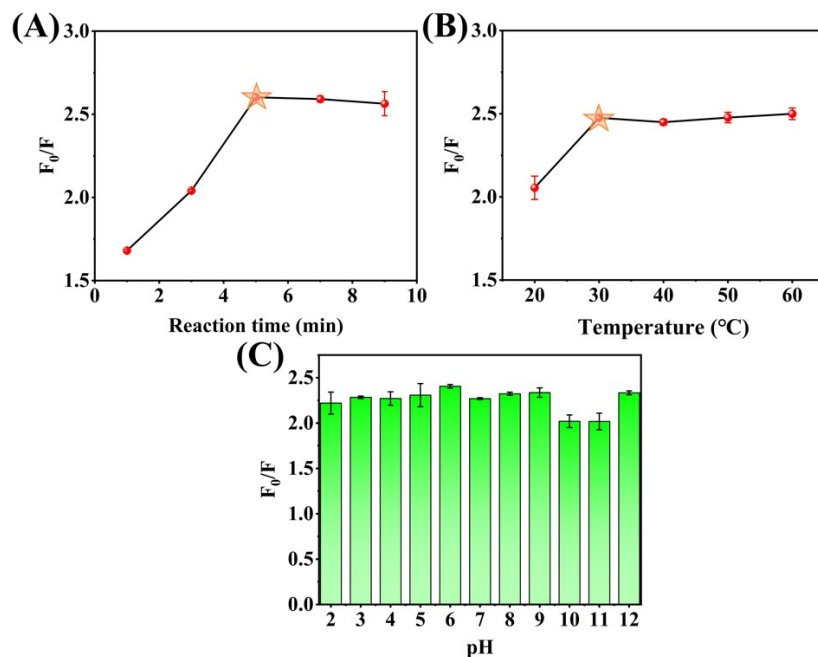 (A)
3.0
2.5
2.0
1.5
F₀/F
0 2 4 6 8 10
Reaction time (min)
(B)
3.0
2.5
2.0
1.5
F₀/F
20 30 40 50 60
Temperature (°C)
(C)
2.5
2.0
1.5
1.0
0.5
0.0
F₀/F
2 3 4 5 6 7 8 9 10 11 12
pH